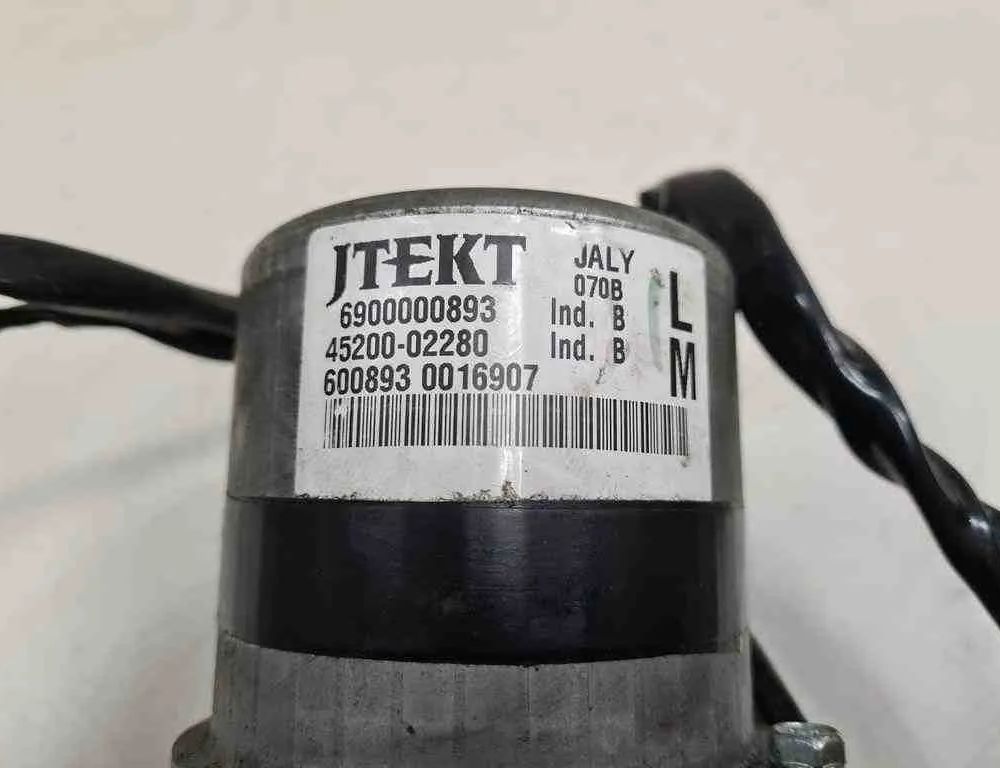 JTEKT JALY
070B
6900000893 Ind. B L
45200-02280 Ind. B M
600893 0016907